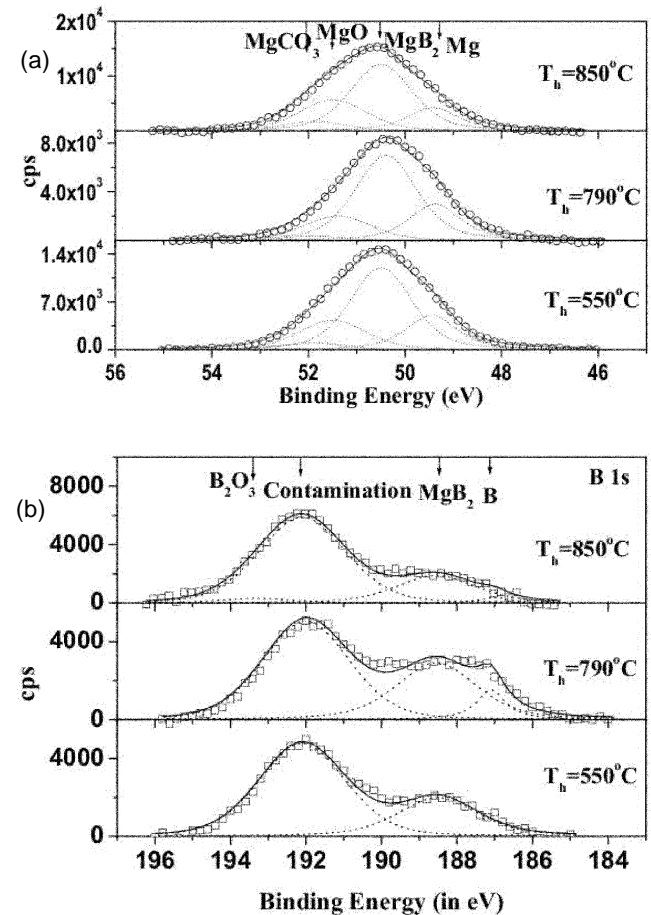 (a)
MgCO₃ MgO MgB₂ Mg
2x10⁴
1x10⁴
0
Tₕ=850°C
8.0x10³
4.0x10³
0
Tₕ=790°C
1.4x10⁴
7.0x10³
0.0
Tₕ=550°C
cps
56 54 52 50 48 46
Binding Energy (eV)
(b)
B₂O₃ Contamination MgB₂ B
B 1s
8000
4000
0
Tₕ=850°C
4000
0
Tₕ=790°C
4000
0
Tₕ=550°C
cps
196 194 192 190 188 186 184
Binding Energy (in eV)